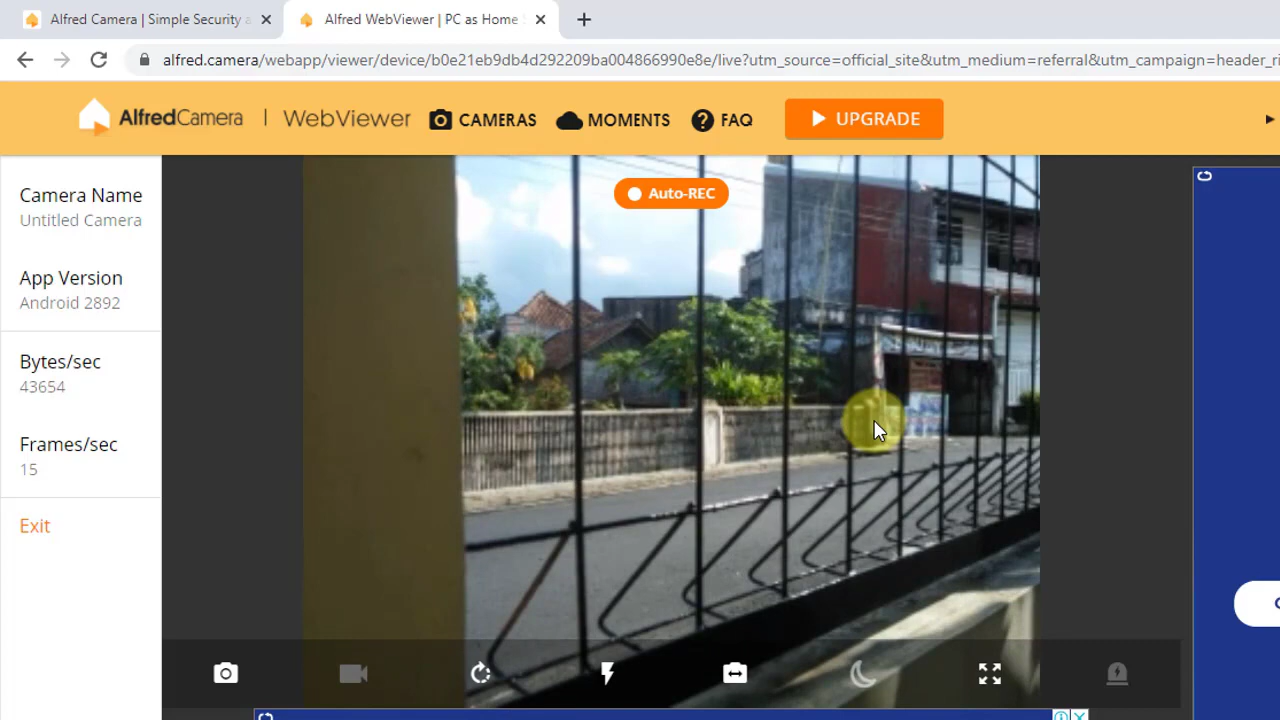 Alfred Camera | Simple Security a
Alfred WebViewer | PC as Home
alfred.camera/webapp/viewer/device/b0e21eb9db4d292209ba004866990e8e/live?utm_source=official_site&utm_medium=referral&utm_campaign=header_ri
AlfredCamera | WebViewer CAMERAS MOMENTS ? FAQ UPGRADE
Camera Name
Untitled Camera
App Version
Android 2892
Bytes/sec
43654
Frames/sec
15
Exit
Auto-REC